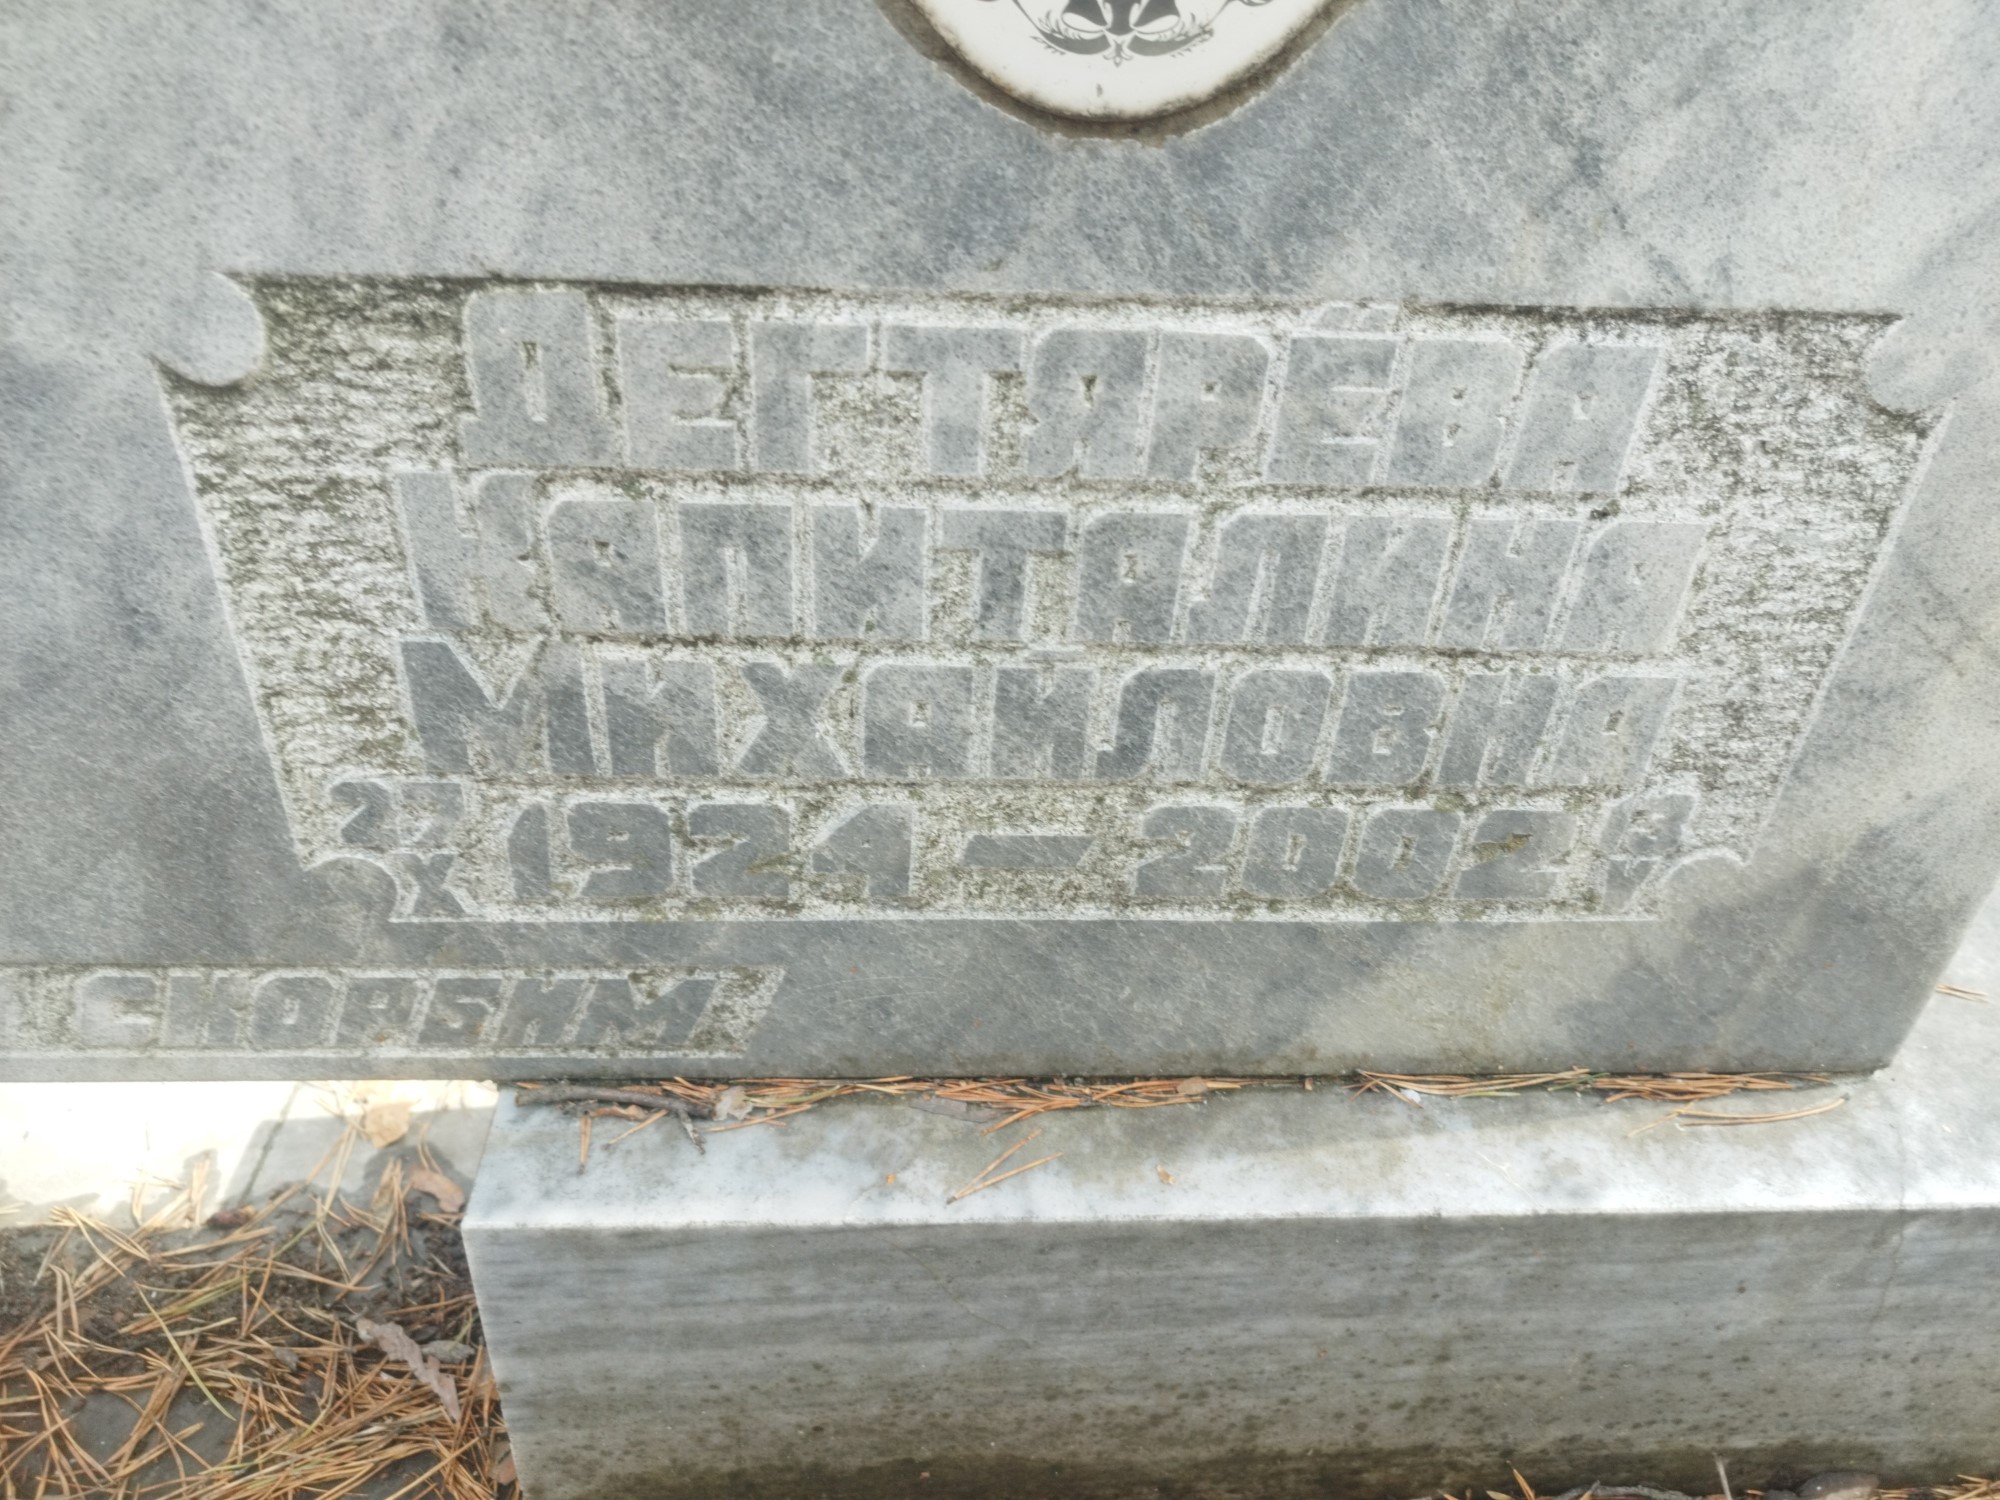 ДЕГТЯРЁВА
КАПИТАЛИНА
МИХАЙЛОВНА
27
X 1924 — 2002
СКОРБИМ